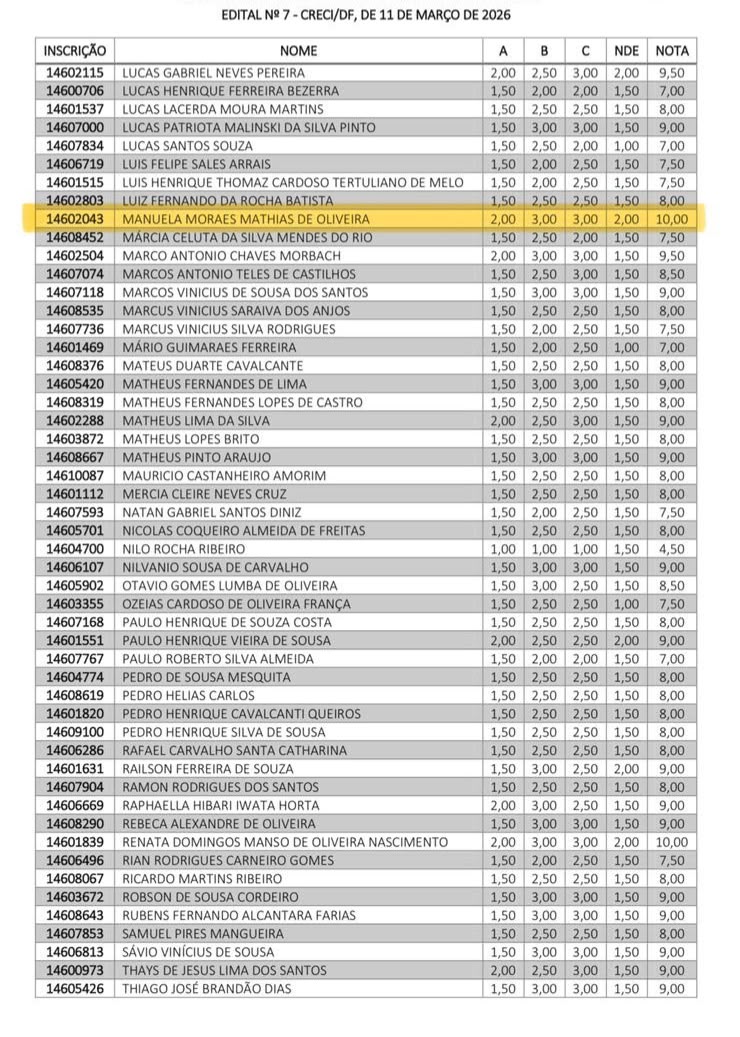 EDITAL Nº 7 - CRECI/DF, DE 11 DE MARÇO DE 2026
INSCRIÇÃO NOME A B C NDE NOTA
14602115 LUCAS GABRIEL NEVES PEREIRA 2,00 2,50 3,00 2,00 9,50
14600706 LUCAS HENRIQUE FERREIRA BEZERRA 1,50 2,00 2,00 1,50 7,00
14601537 LUCAS LACERDA MOURA MARTINS 1,50 2,50 2,50 1,50 8,00
14607000 LUCAS PATRIOTA MALINSKI DA SILVA PINTO 1,50 3,00 3,00 1,50 9,00
14607834 LUCAS SANTOS SOUZA 1,50 2,50 2,00 1,00 7,00
14606719 LUIS FELIPE SALES ARRAIS 1,50 2,00 2,50 1,50 7,50
14601515 LUIS HENRIQUE THOMAZ CARDOSO TERTULIANO DE MELO 1,50 2,00 2,50 1,50 7,50
14602803 LUIZ FERNANDO DA ROCHA BATISTA 1,50 2,50 2,50 1,50 8,00
14602043 MANUELA MORAES MATHIAS DE OLIVEIRA 2,00 3,00 3,00 2,00 10,00
14608452 MÁRCIA CELUTA DA SILVA MENDES DO RIO 1,50 2,50 2,00 1,50 7,50
14602504 MARCO ANTONIO CHAVES MORBACH 2,00 3,00 3,00 1,50 9,50
14607074 MARCOS ANTONIO TELES DE CASTILHOS 1,50 2,50 3,00 1,50 8,50
14607118 MARCOS VINICIUS DE SOUSA DOS SANTOS 1,50 3,00 3,00 1,50 9,00
14608535 MARCUS VINICIUS SARAIVA DOS ANJOS 1,50 2,50 2,50 1,50 8,00
14607736 MARCUS VINICIUS SILVA RODRIGUES 1,50 2,00 2,50 1,50 7,50
14601469 MÁRIO GUIMARAES FERREIRA 1,50 2,00 2,50 1,00 7,00
14608376 MATEUS DUARTE CAVALCANTE 1,50 2,50 2,50 1,50 8,00
14605420 MATHEUS FERNANDES DE LIMA 1,50 3,00 3,00 1,50 9,00
14608319 MATHEUS FERNANDES LOPES DE CASTRO 1,50 2,50 2,50 1,50 8,00
14602288 MATHEUS LIMA DA SILVA 2,00 2,50 3,00 1,50 9,00
14603872 MATHEUS LOPES BRITO 1,50 2,50 2,50 1,50 8,00
14608667 MATHEUS PINTO ARAUJO 1,50 3,00 3,00 1,50 9,00
14610087 MAURICIO CASTANHEIRO AMORIM 1,50 2,50 2,50 1,50 8,00
14601112 MERCIA CLEIRE NEVES CRUZ 1,50 2,50 2,50 1,50 8,00
14607593 NATAN GABRIEL SANTOS DINIZ 1,50 2,00 2,50 1,50 7,50
14605701 NICOLAS COQUEIRO ALMEIDA DE FREITAS 1,50 2,50 2,50 1,50 8,00
14604700 NILO ROCHA RIBEIRO 1,00 1,00 1,00 1,50 4,50
14606107 NILVANIO SOUSA DE CARVALHO 1,50 3,00 3,00 1,50 9,00
14605902 OTAVIO GOMES LUMBA DE OLIVEIRA 1,50 3,00 2,50 1,50 8,50
14603355 OZEIAS CARDOSO DE OLIVEIRA FRANÇA 1,50 2,50 2,50 1,00 7,50
14607168 PAULO HENRIQUE DE SOUZA COSTA 1,50 2,50 2,50 1,50 8,00
14601551 PAULO HENRIQUE VIEIRA DE SOUSA 2,00 2,50 2,50 2,00 9,00
14607767 PAULO ROBERTO SILVA ALMEIDA 1,50 2,00 2,00 1,50 7,00
14604774 PEDRO DE SOUSA MESQUITA 1,50 2,50 2,50 1,50 8,00
14608619 PEDRO HELIAS CARLOS 1,50 2,50 2,50 1,50 8,00
14601820 PEDRO HENRIQUE CAVALCANTI QUEIROS 1,50 2,50 2,50 1,50 8,00
14609100 PEDRO HENRIQUE SILVA DE SOUSA 1,50 2,50 2,50 1,50 8,00
14606286 RAFAEL CARVALHO SANTA CATHARINA 1,50 2,50 2,50 1,50 8,00
14601631 RAILSON FERREIRA DE SOUZA 1,50 3,00 2,50 2,00 9,00
14607904 RAMON RODRIGUES DOS SANTOS 1,50 2,50 2,50 1,50 8,00
14606669 RAPHAELLA HIBARI IWATA HORTA 2,00 3,00 2,50 1,50 9,00
14608290 REBECA ALEXANDRE DE OLIVEIRA 1,50 3,00 3,00 1,50 9,00
14601839 RENATA DOMINGOS MANSO DE OLIVEIRA NASCIMENTO 2,00 3,00 3,00 2,00 10,00
14606496 RIAN RODRIGUES CARNEIRO GOMES 1,50 2,00 2,50 1,50 7,50
14608067 RICARDO MARTINS RIBEIRO 1,50 2,50 2,50 1,50 8,00
14603672 ROBSON DE SOUSA CORDEIRO 1,50 3,00 3,00 1,50 9,00
14608643 RUBENS FERNANDO ALCANTARA FARIAS 1,50 3,00 3,00 1,50 9,00
14607853 SAMUEL PIRES MANGUEIRA 1,50 2,50 2,50 1,50 8,00
14606813 SÁVIO VINÍCIUS DE SOUSA 1,50 3,00 3,00 1,50 9,00
14600973 THAYS DE JESUS LIMA DOS SANTOS 2,00 2,50 3,00 1,50 9,00
14605426 THIAGO JOSÉ BRANDÃO DIAS 1,50 3,00 3,00 1,50 9,00